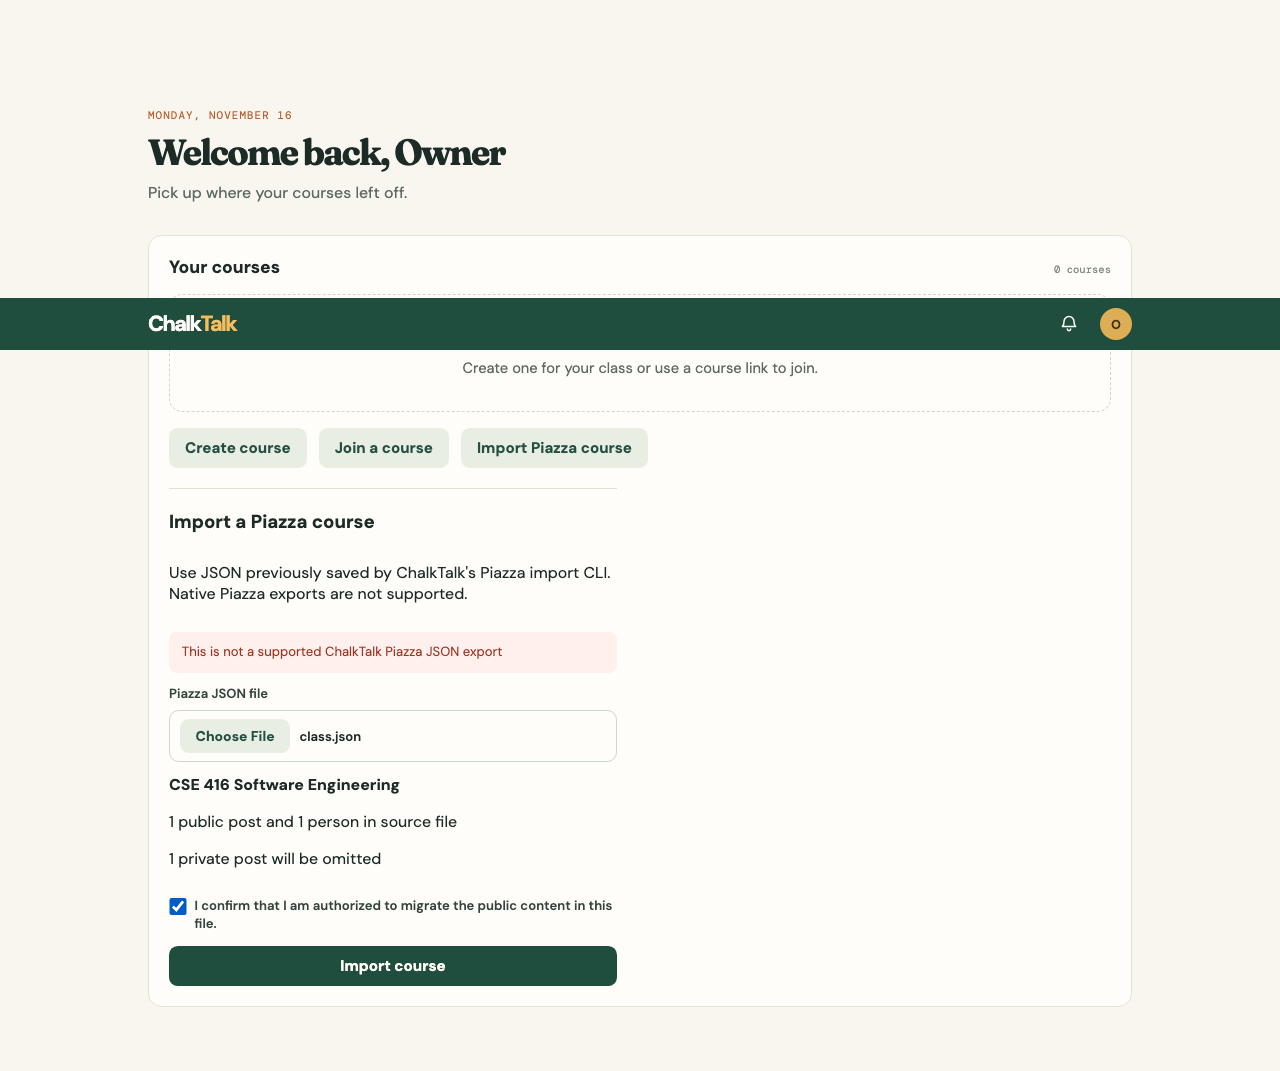 MONDAY, NOVEMBER 16
Welcome back, Owner
Pick up where your courses left off.
Your courses
0 courses
ChalkTalk
O
Create one for your class or use a course link to join.
Create course
Join a course
Import Piazza course
Import a Piazza course
Use JSON previously saved by ChalkTalk's Piazza import CLI.
Native Piazza exports are not supported.
This is not a supported ChalkTalk Piazza JSON export
Piazza JSON file
Choose File
class.json
CSE 416 Software Engineering
1 public post and 1 person in source file
1 private post will be omitted
I confirm that I am authorized to migrate the public content in this
file.
Import course